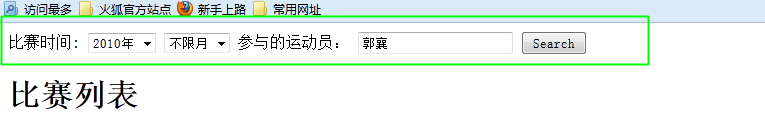 访问最多 火狐官方站点 新手上路 常用网址
比赛时间: 2010年 不限月 参与的运动员: 郭襄 Search
比赛列表